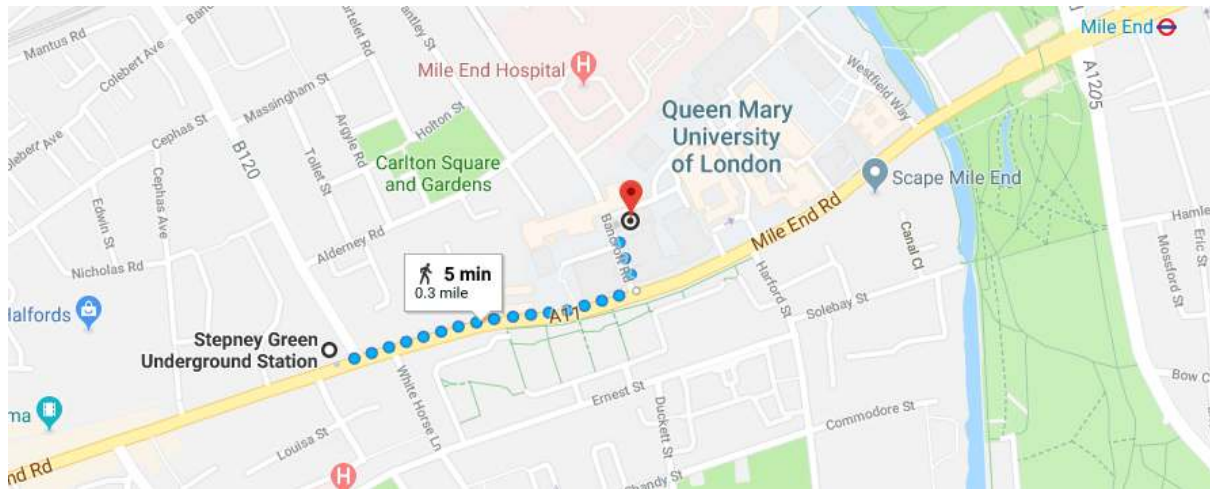 Mantus Rd
Colebert Ave
Massingham St
Cephas St
Argyle Rd
Tollet St
Holton St
B120
Cephas Ave
Edwin St
Nicholas Rd
Alderney Rd
Carlton Square
and Gardens
Mile End Hospital
H
Queen Mary
University
of London
Westfield Way
Mile End
A1205
Scape Mile End
Mile End Rd
Bancroft Rd
5 min
0.3 mile
A11
Stepney Green
Underground Station
Halfords
White Horse Ln
Louisa St
H
Ernest St
Duckett St
Harford St
Solebay St
Canal Cl
Commodore St
Mossford St
Eric St
Bow C